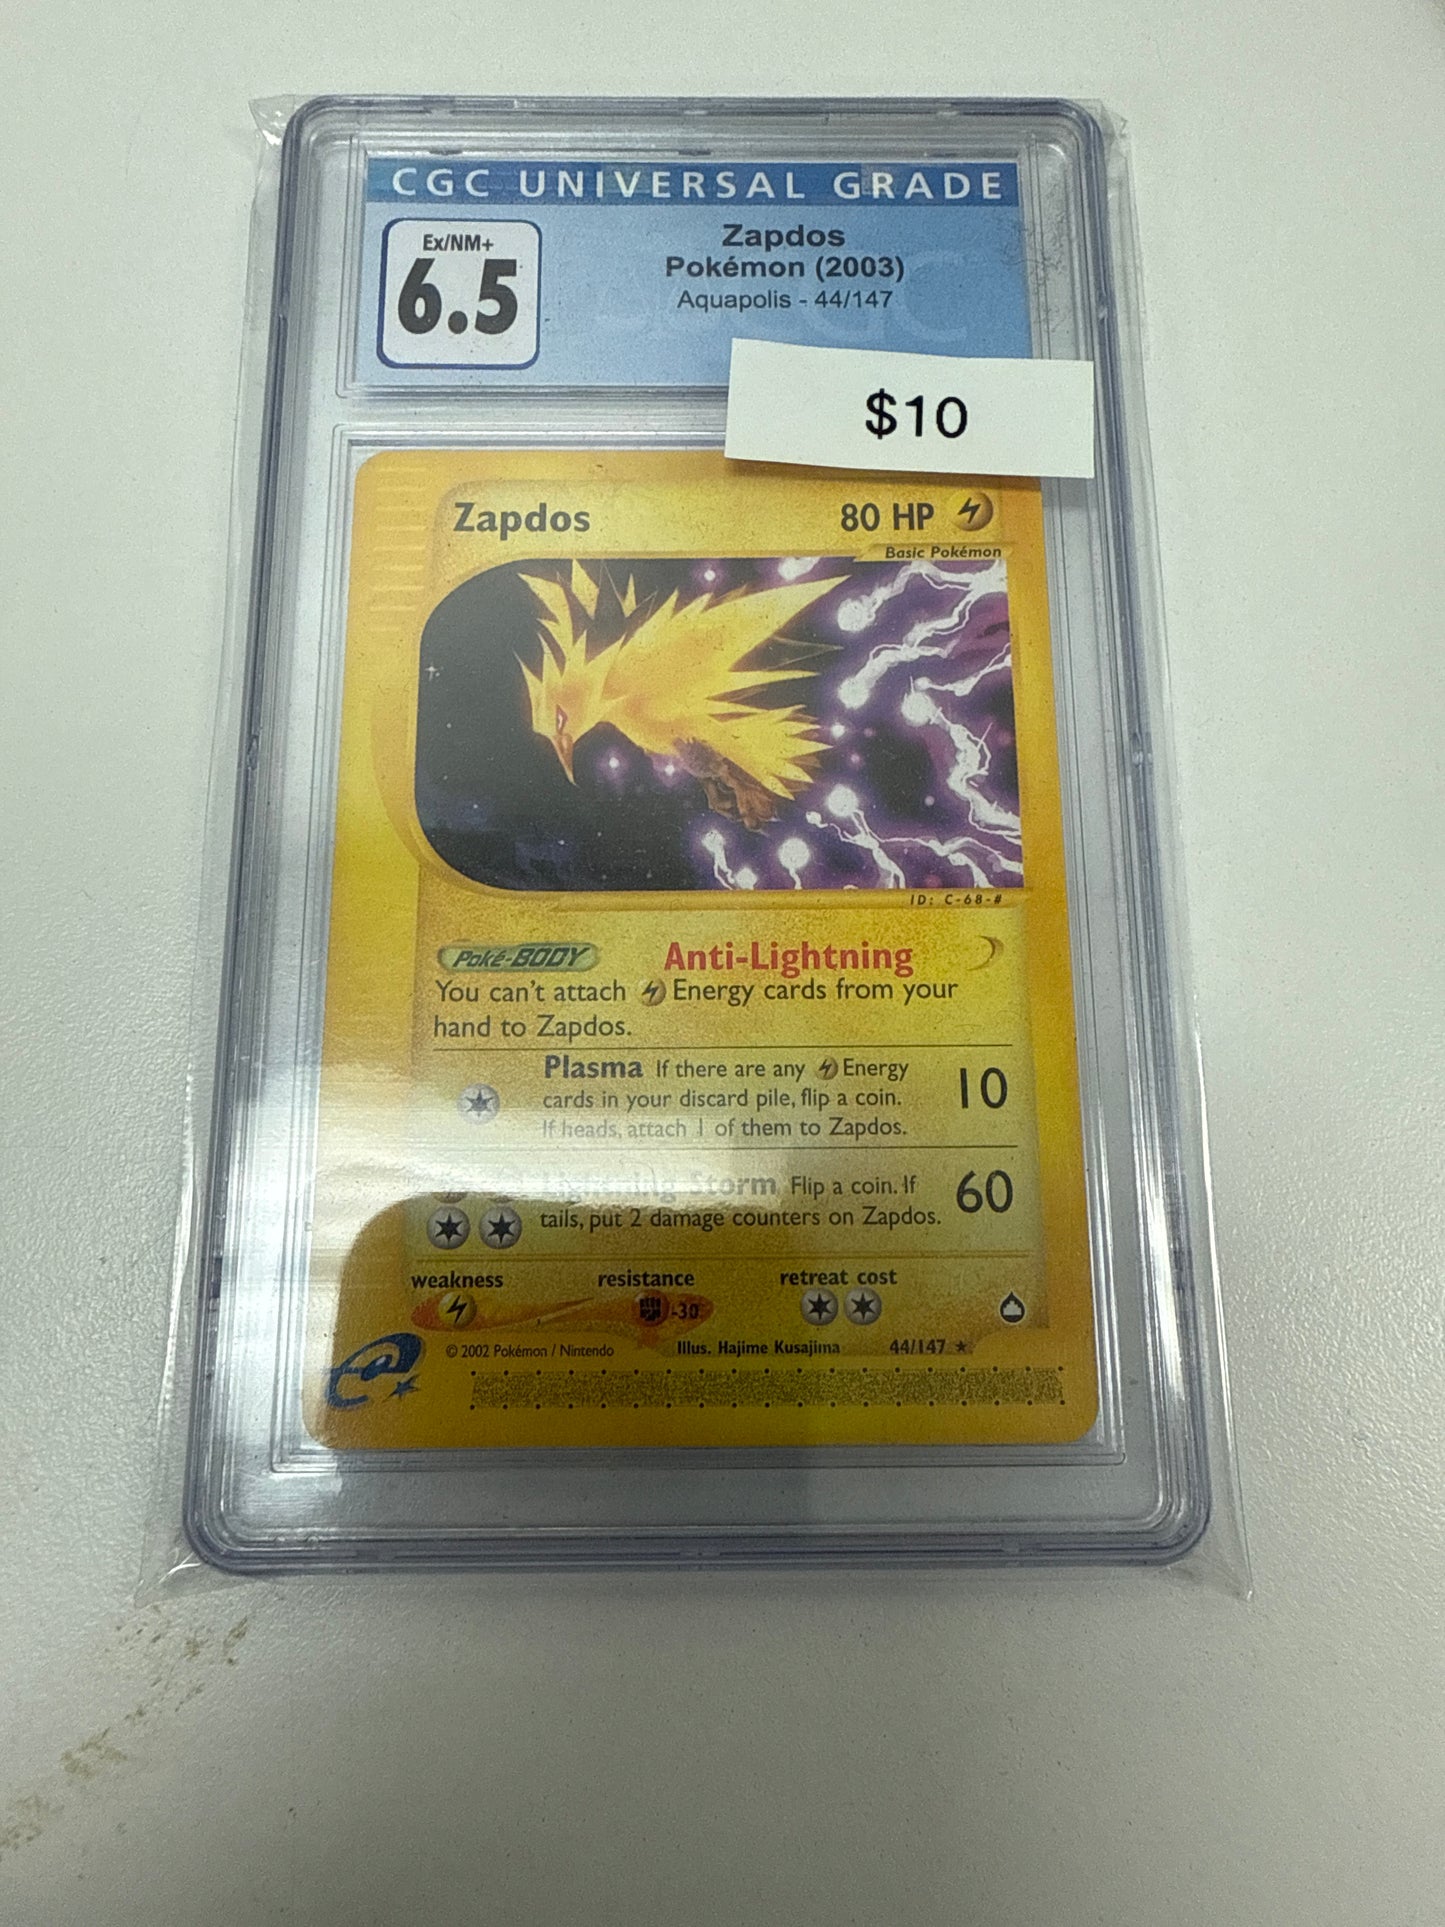 CGC UNIVERSAL GRADE
Ex/NM+
6.5
Zapdos
Pokémon (2003)
Aquapolis - 44/147
$10
Zapdos
80 HP
Basic Pokémon
ID: C-68-#
Poké-BODY Anti-Lightning
You can't attach Energy cards from your
hand to Zapdos.
Plasma If there are any Energy
cards in your discard pile, flip a coin.
If heads, attach 1 of them to Zapdos.
10
Lightning Storm Flip a coin. If
tails, put 2 damage counters on Zapdos.
60
weakness resistance retreat cost
-30
© 2002 Pokémon / Nintendo Illus. Hajime Kusajima 44/147 ★
e